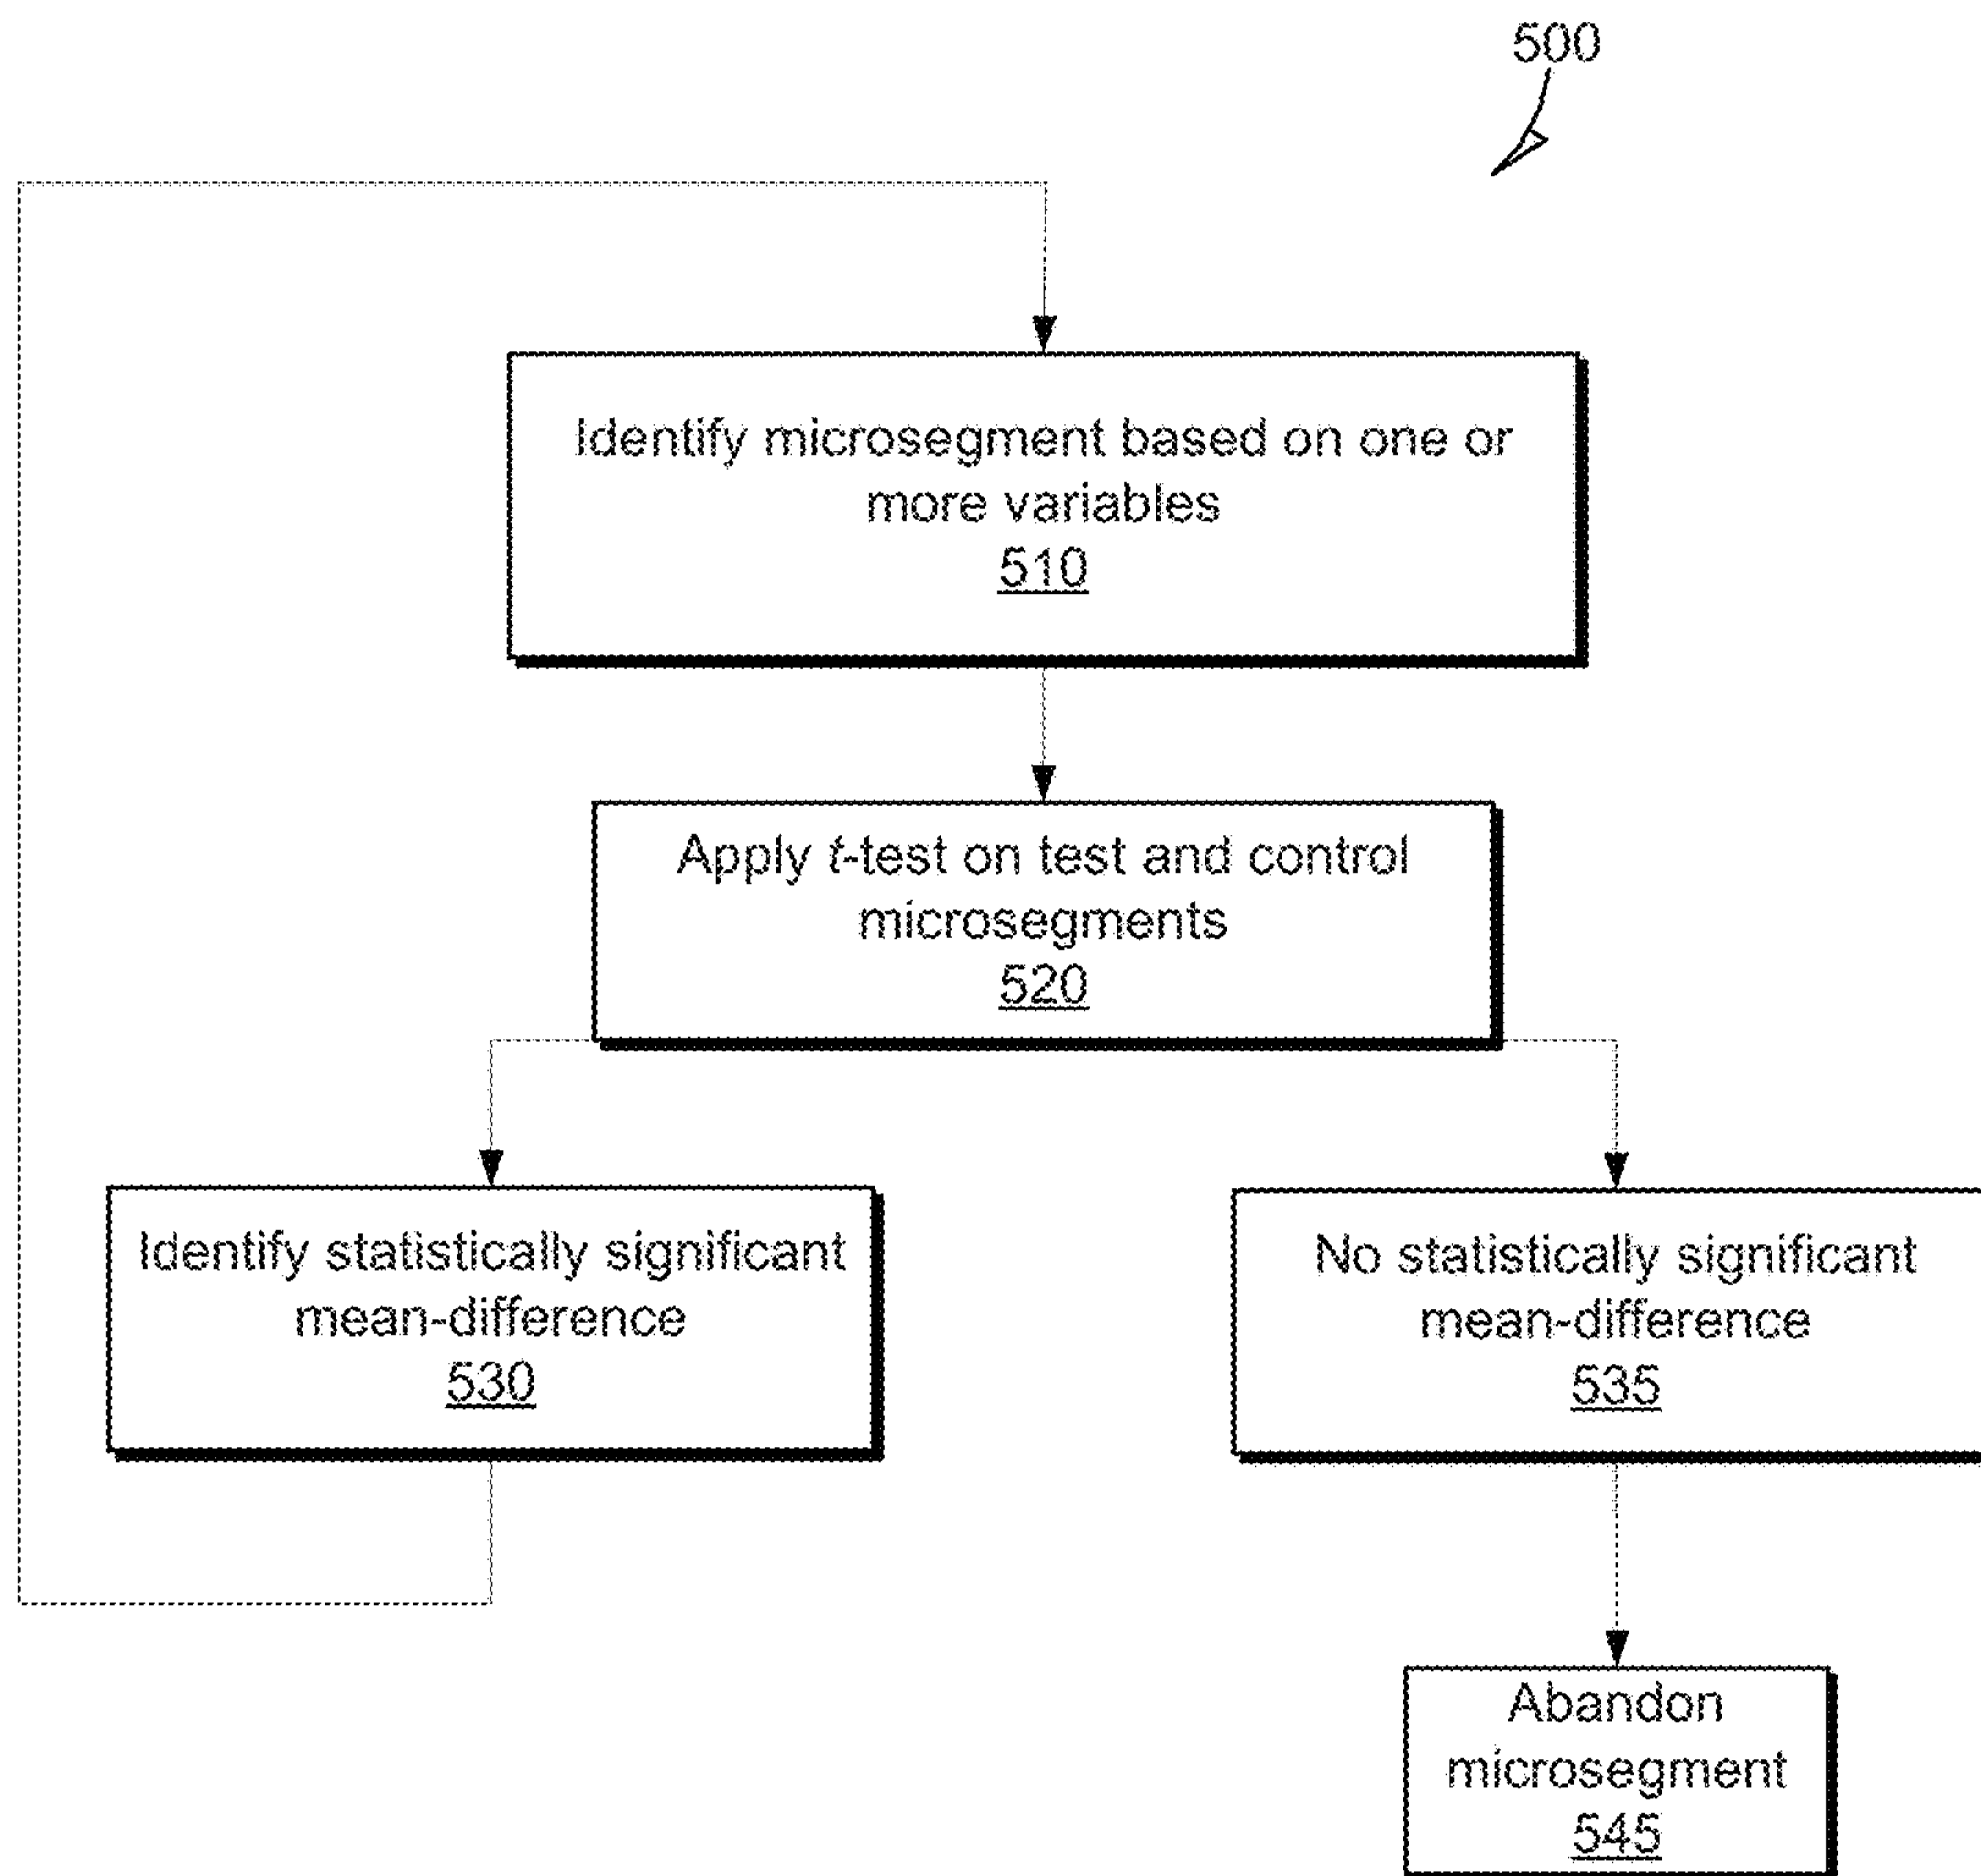 500
Identify microsegment based on one or
more variables
510
Apply t-test on test and control
microsegments
520
Identify statistically significant
mean-difference
530
No statistically significant
mean-difference
535
Abandon
microsegment
545